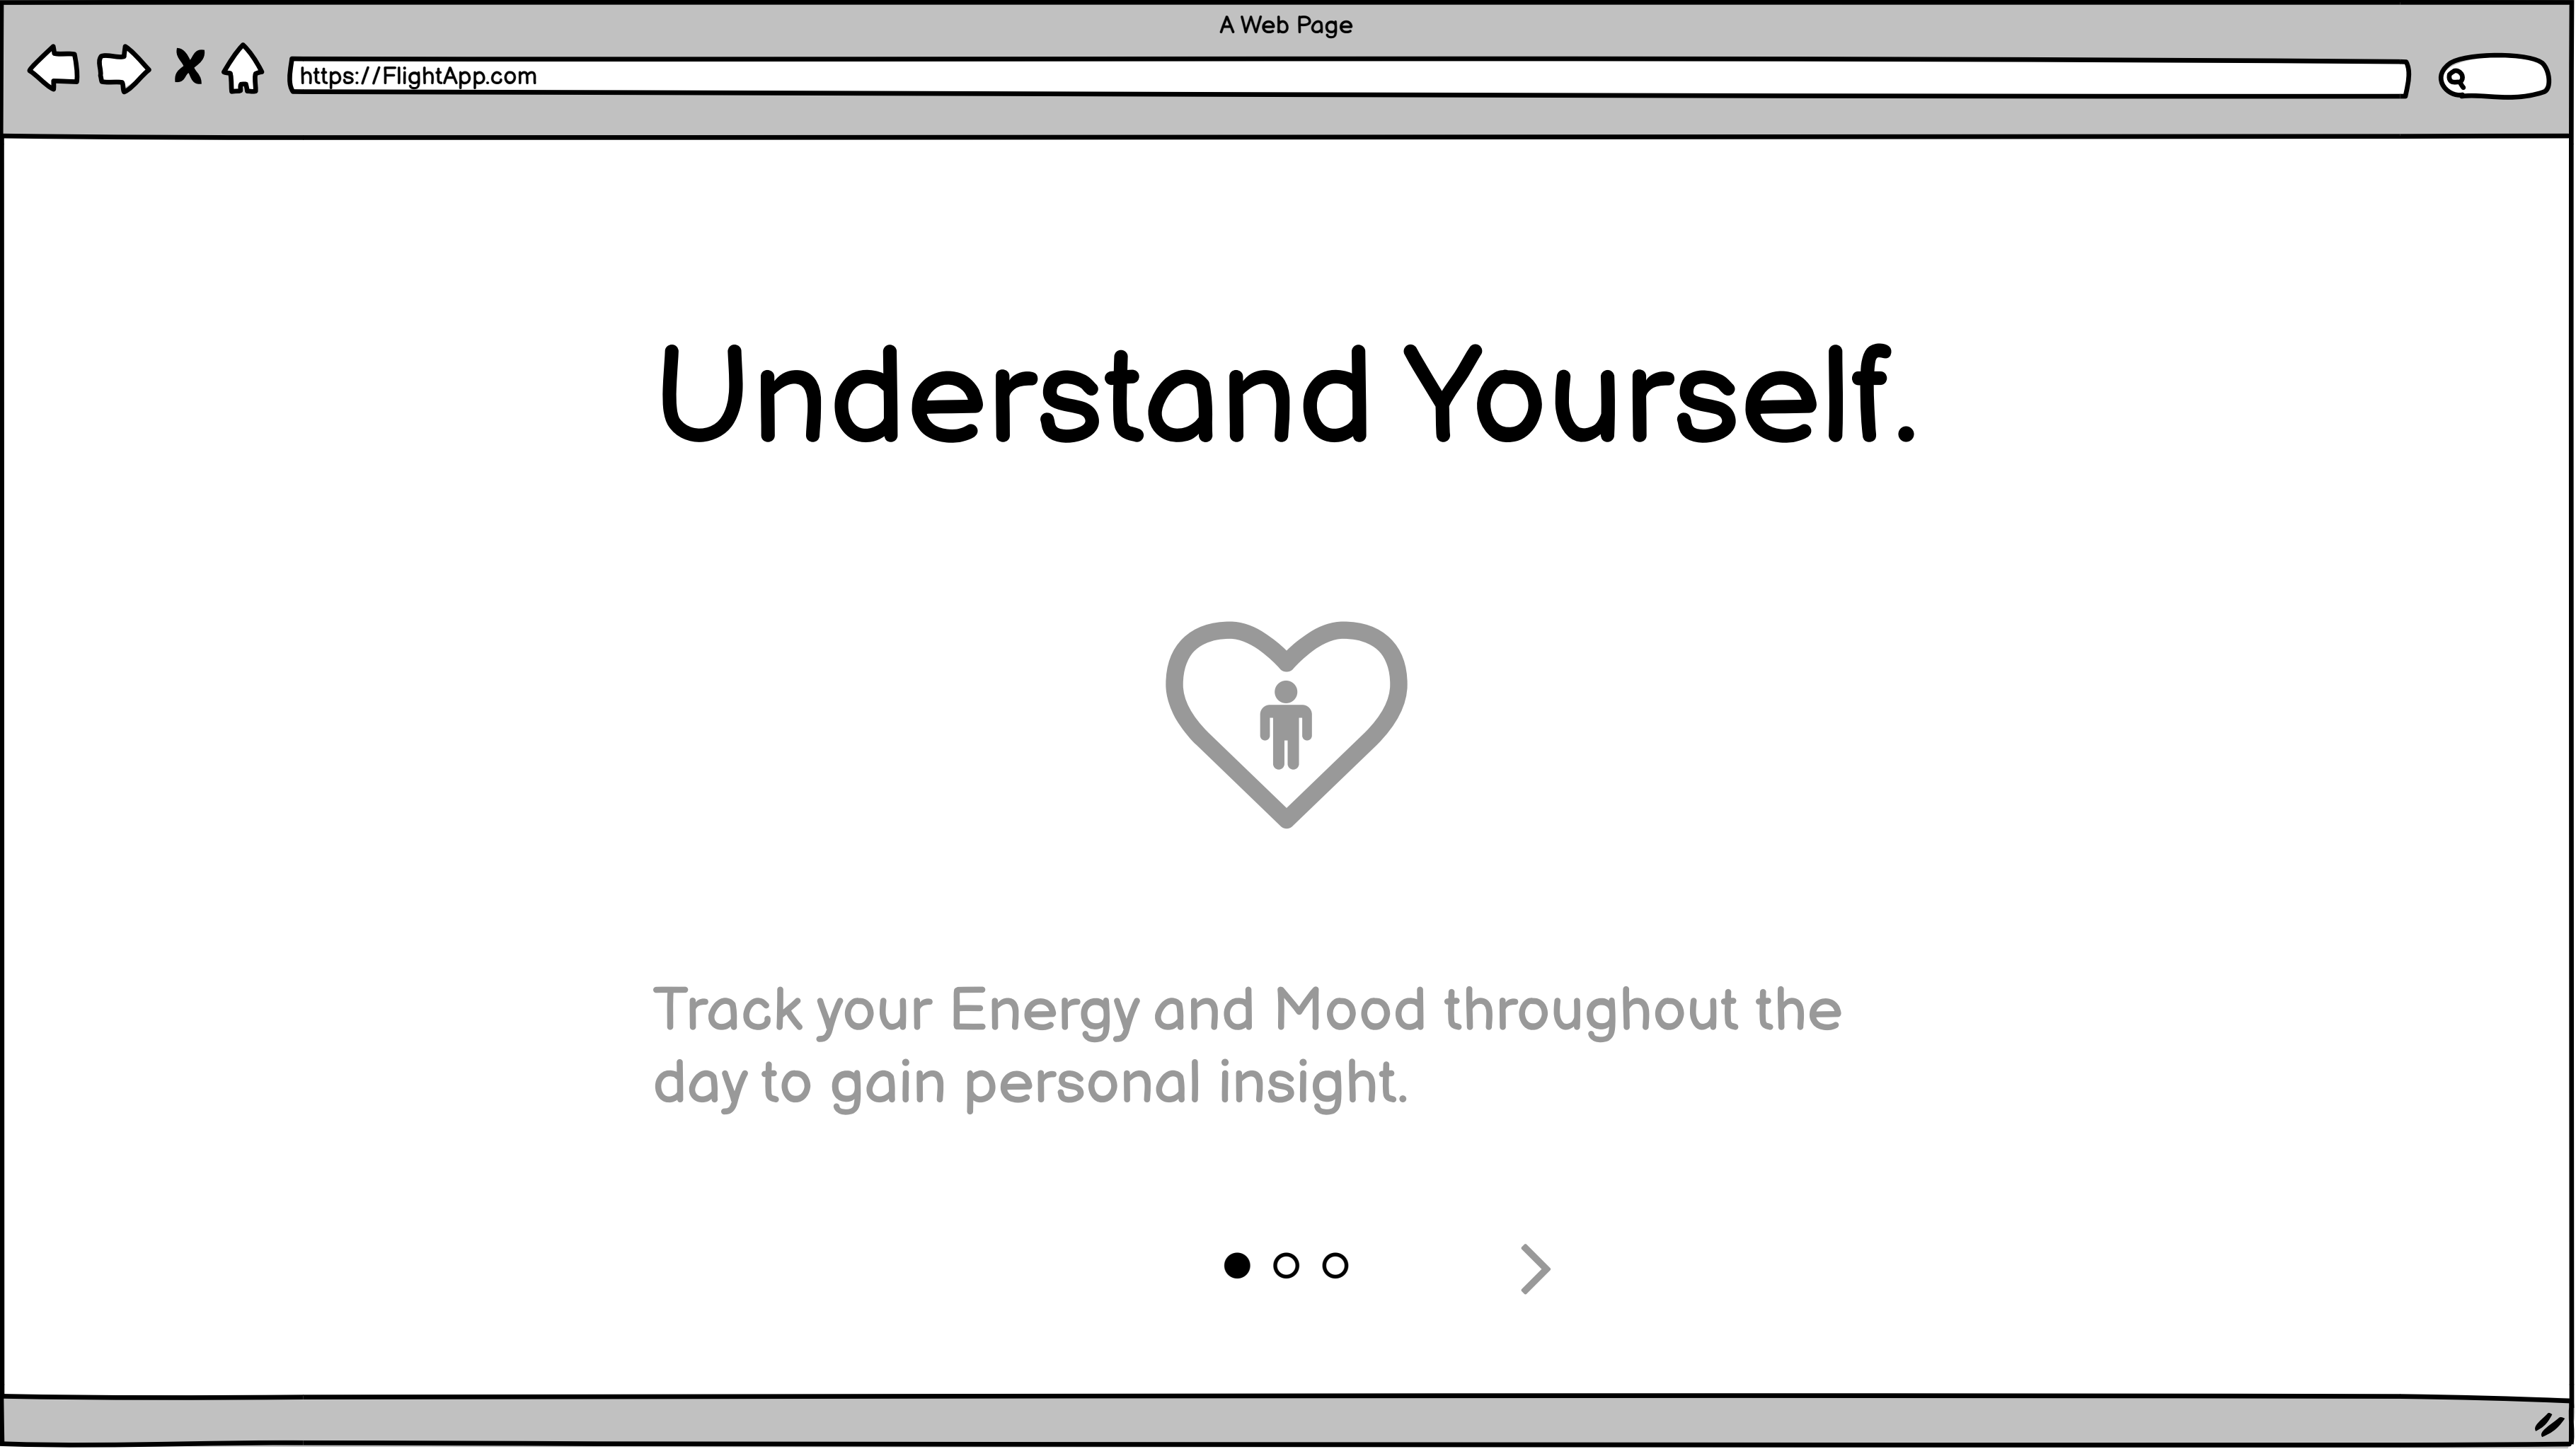 A Web Page
https://FlightApp.com
Understand Yourself.
Track your Energy and Mood throughout the
day to gain personal insight.